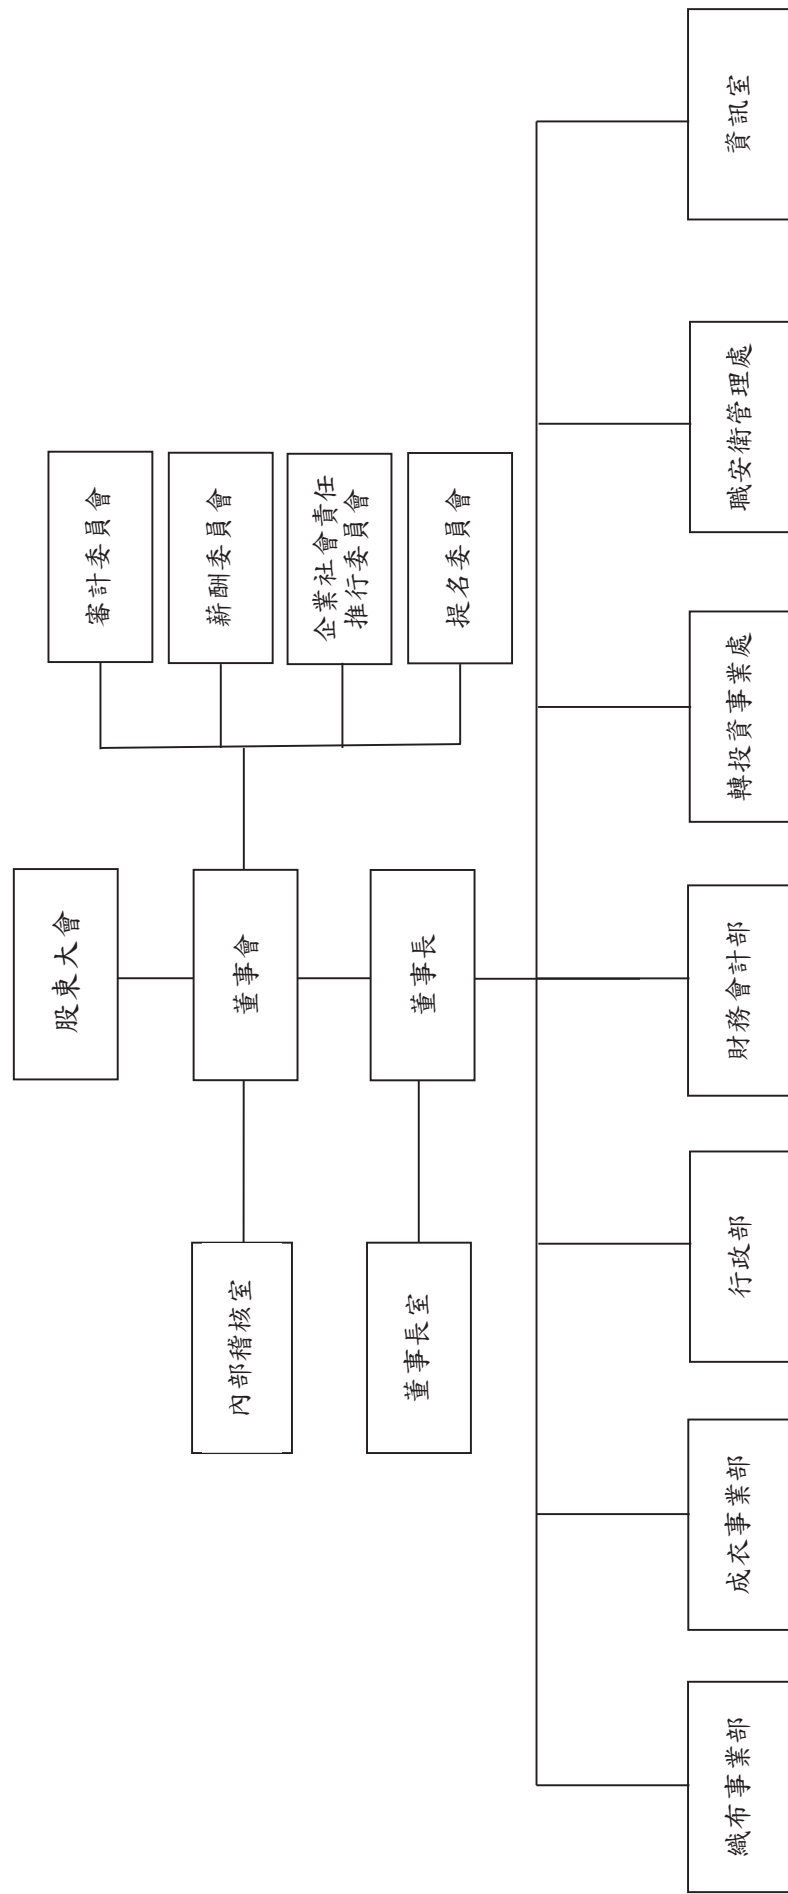 股東大會
董事會
審計委員會
薪酬委員會
企業社會責任
推行委員會
提名委員會
內部稽核室
董事長
董事長室
織布事業部
成衣事業部
行政部
財務會計部
轉投資事業處
職安衛管理處
資訊室